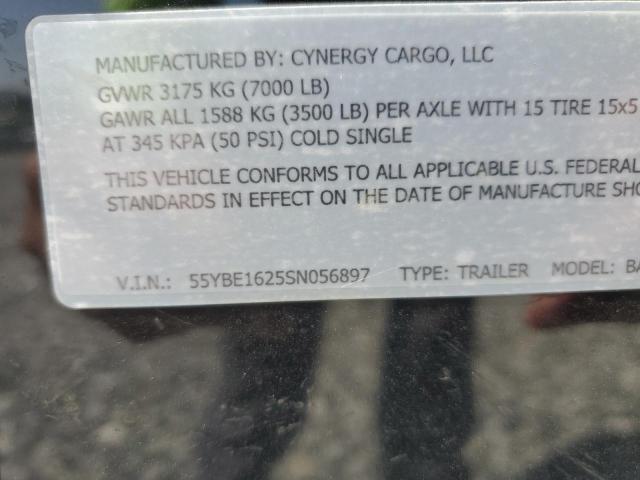 MANUFACTURED BY: CYNERGY CARGO, LLC
GVWR 3175 KG (7000 LB)
GAWR ALL 1588 KG (3500 LB) PER AXLE WITH 15 TIRE 15x5
AT 345 KPA (50 PSI) COLD SINGLE
THIS VEHICLE CONFORMS TO ALL APPLICABLE U.S. FEDERAL
STANDARDS IN EFFECT ON THE DATE OF MANUFACTURE SHO
V.I.N.: 55YBE1625SN056897 TYPE: TRAILER MODEL: BA